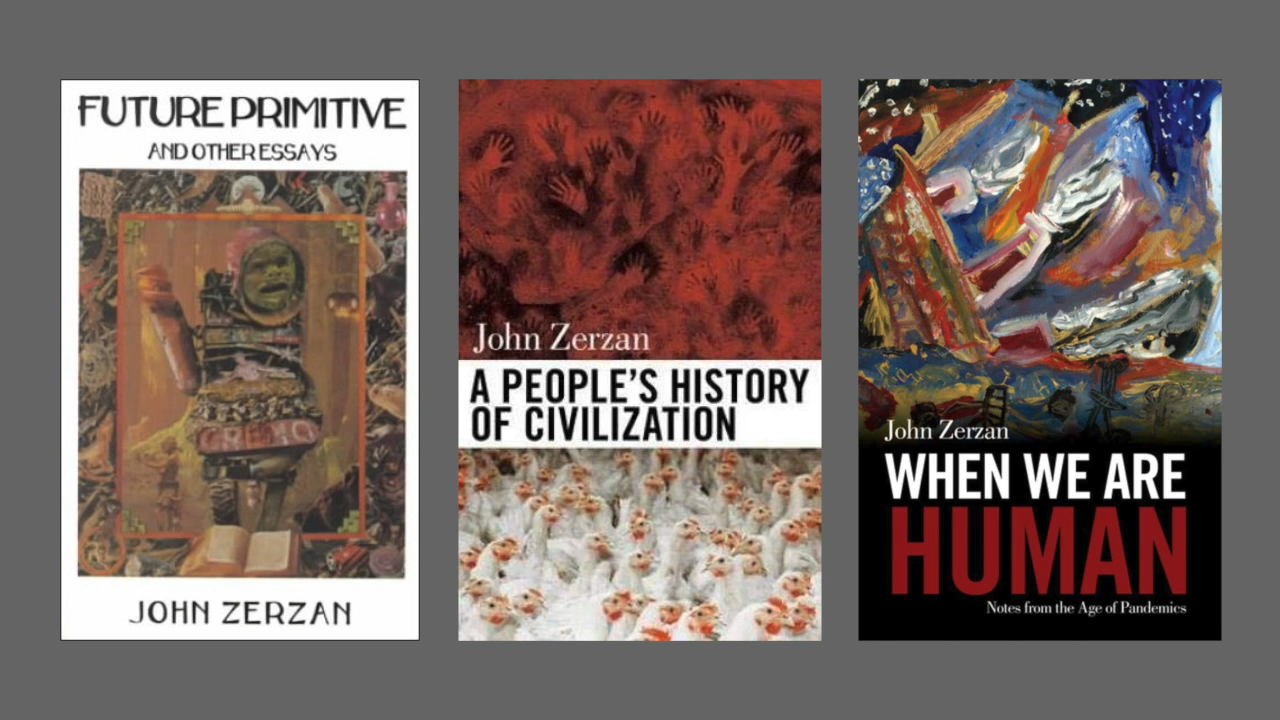 FUTURE PRIMITIVE
AND OTHER ESSAYS
JOHN ZERZAN
John Zerzan
A PEOPLE'S HISTORY
OF CIVILIZATION
John Zerzan
WHEN WE ARE
HUMAN
Notes from the Age of Pandemics